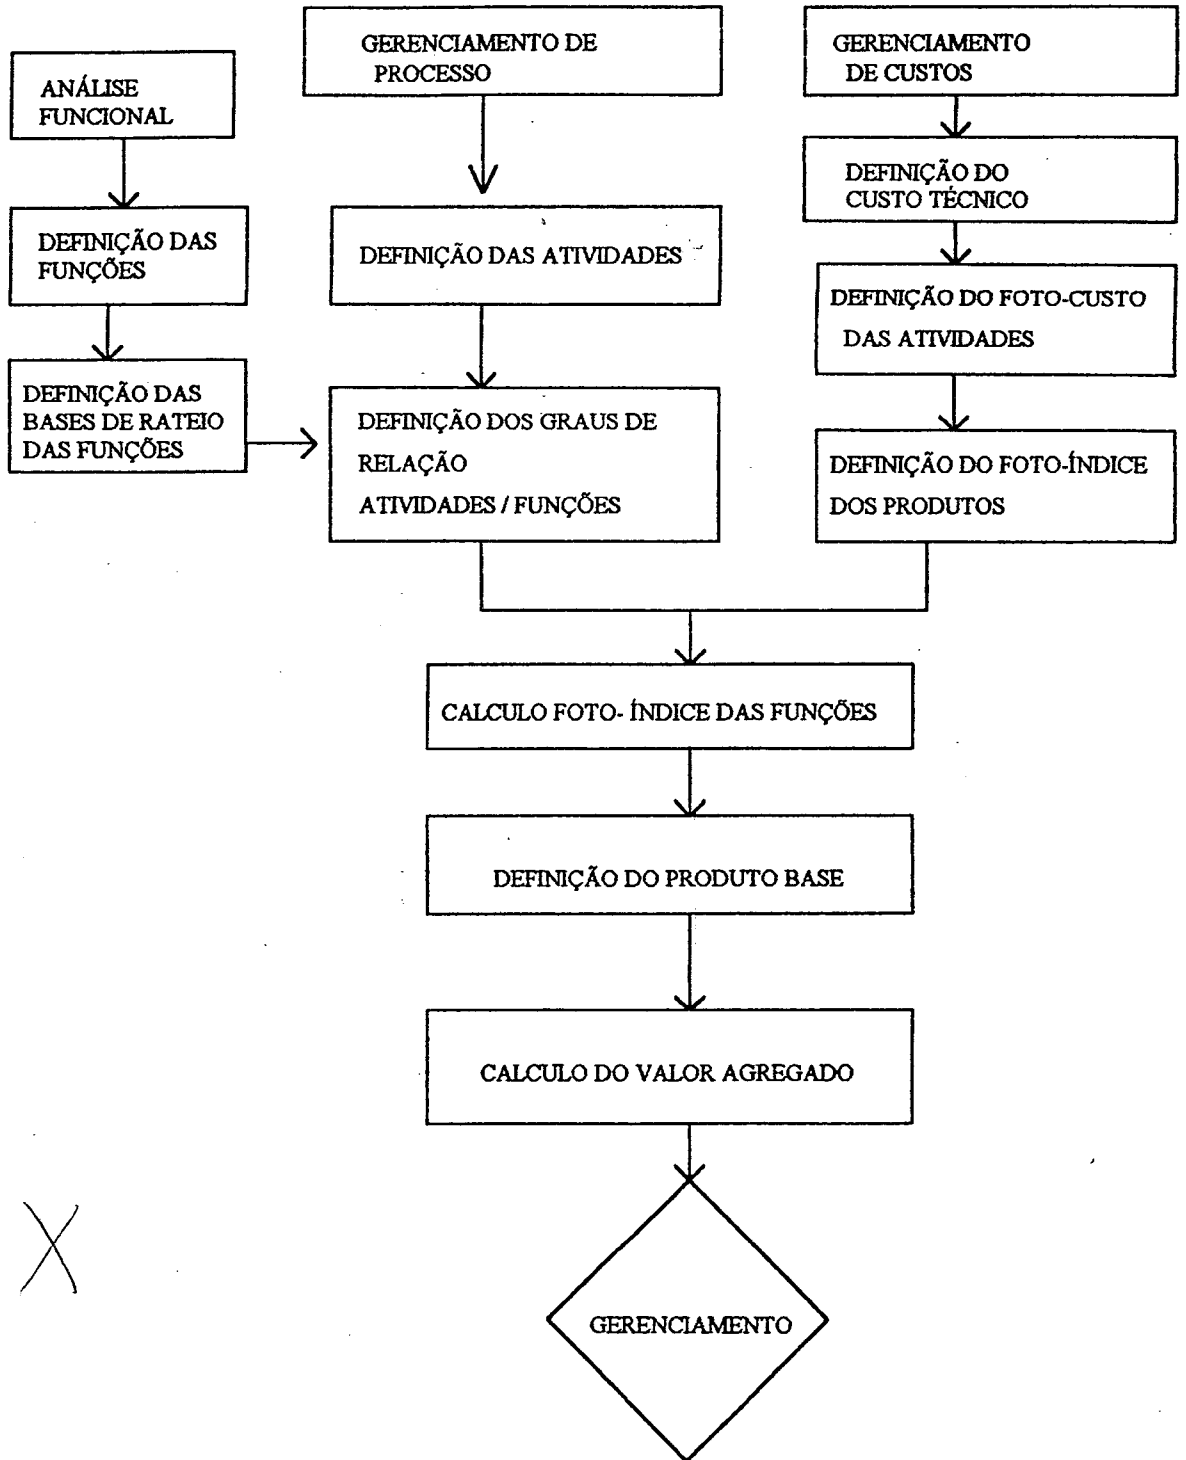 ANÁLISE
FUNCIONAL
DEFINIÇÃO DAS
FUNÇÕES
DEFINIÇÃO DAS
BASES DE RATEIO
DAS FUNÇÕES
GERENCIAMENTO DE
PROCESSO
DEFINIÇÃO DAS ATIVIDADES
DEFINIÇÃO DOS GRAUS DE
RELAÇÃO
ATIVIDADES / FUNÇÕES
GERENCIAMENTO
DE CUSTOS
DEFINIÇÃO DO
CUSTO TÉCNICO
DEFINIÇÃO DO FOTO-CUSTO
DAS ATIVIDADES
DEFINIÇÃO DO FOTO-ÍNDICE
DOS PRODUTOS
CALCULO FOTO- ÍNDICE DAS FUNÇÕES
DEFINIÇÃO DO PRODUTO BASE
CALCULO DO VALOR AGREGADO
X
GERENCIAMENTO